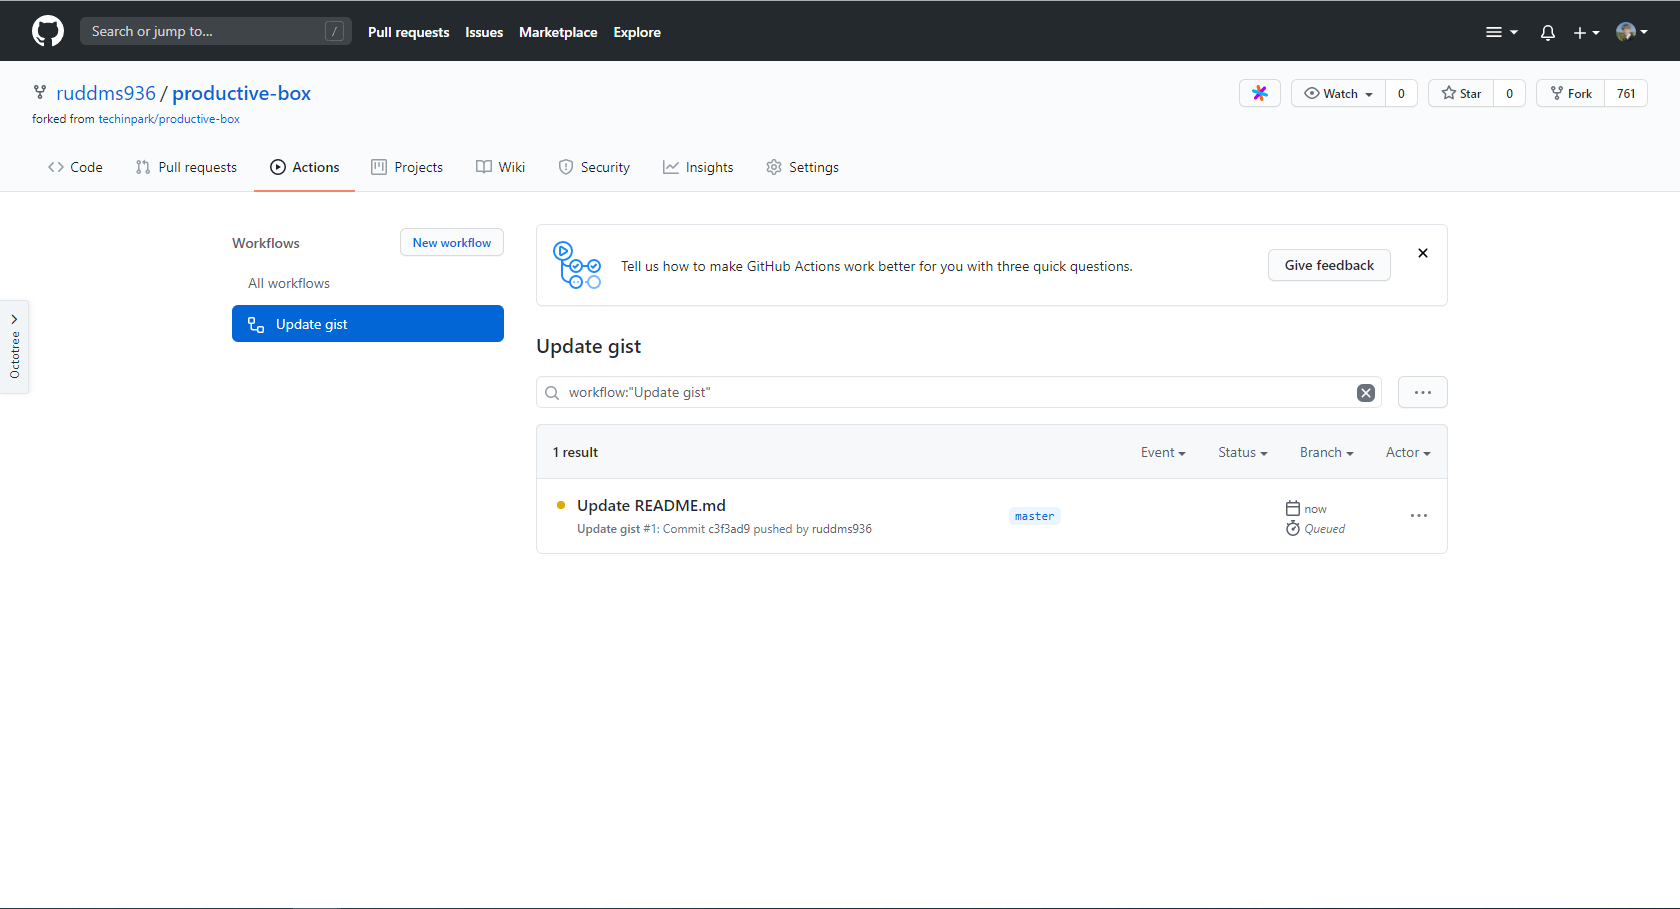 Search or jump to... / Pull requests Issues Marketplace Explore
ruddms936 / productive-box Watch 0 Star 0 Fork 761
forked from techinpark/productive-box
Code Pull requests Actions Projects Wiki Security Insights Settings
Workflows New workflow
All workflows
Update gist
Octotree
Tell us how to make GitHub Actions work better for you with three quick questions. Give feedback
Update gist
workflow:"Update gist"
1 result Event Status Branch Actor
Update README.md
Update gist #1: Commit c3f3ad9 pushed by ruddms936
master
now
Queued